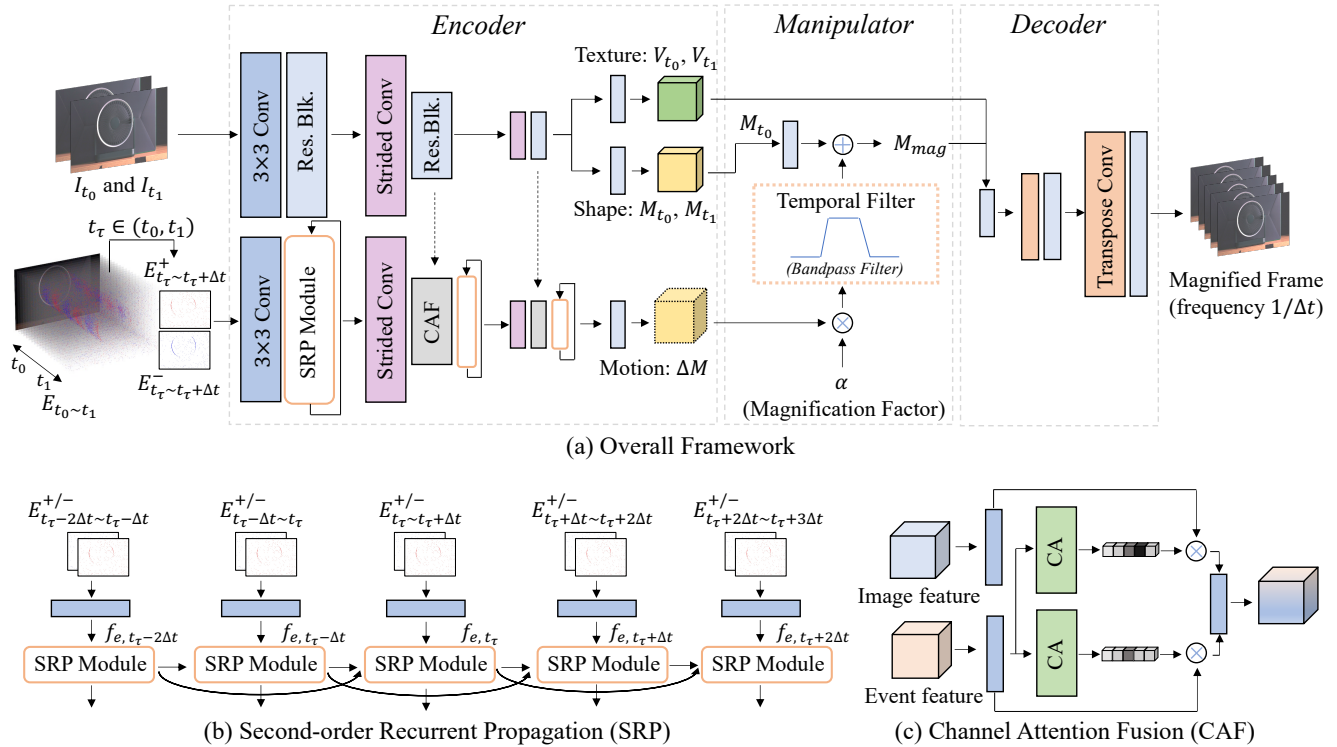 Encoder
Manipulator
Decoder
3×3 Conv
Res. Blk.
Strided Conv
Res.Blk.
Texture: V_{t_0}, V_{t_1}
Shape: M_{t_0}, M_{t_1}
M_{t_0}
M_{mag}
I_{t_0} and I_{t_1}
Temporal Filter
(Bandpass Filter)
Transpose Conv
Magnified Frame
(frequency 1/Δt)
t_τ ∈ (t_0, t_1)
E^+_{t_τ~t_τ+Δt}
E^-_{t_τ~t_τ+Δt}
t_0
t_1
E_{t_0~t_1}
3×3 Conv
SRP Module
Strided Conv
CAF
Motion: ΔM
α
(Magnification Factor)
(a) Overall Framework
E^{+/-}_{t_τ-2Δt~t_τ-Δt}
E^{+/-}_{t_τ-Δt~t_τ}
E^{+/-}_{t_τ~t_τ+Δt}
E^{+/-}_{t_τ+Δt~t_τ+2Δt}
E^{+/-}_{t_τ+2Δt~t_τ+3Δt}
f_{e, t_τ-2Δt}
f_{e, t_τ-Δt}
f_{e, t_τ}
f_{e, t_τ+Δt}
f_{e, t_τ+2Δt}
SRP Module
SRP Module
SRP Module
SRP Module
SRP Module
(b) Second-order Recurrent Propagation (SRP)
Image feature
CA
Event feature
CA
(c) Channel Attention Fusion (CAF)